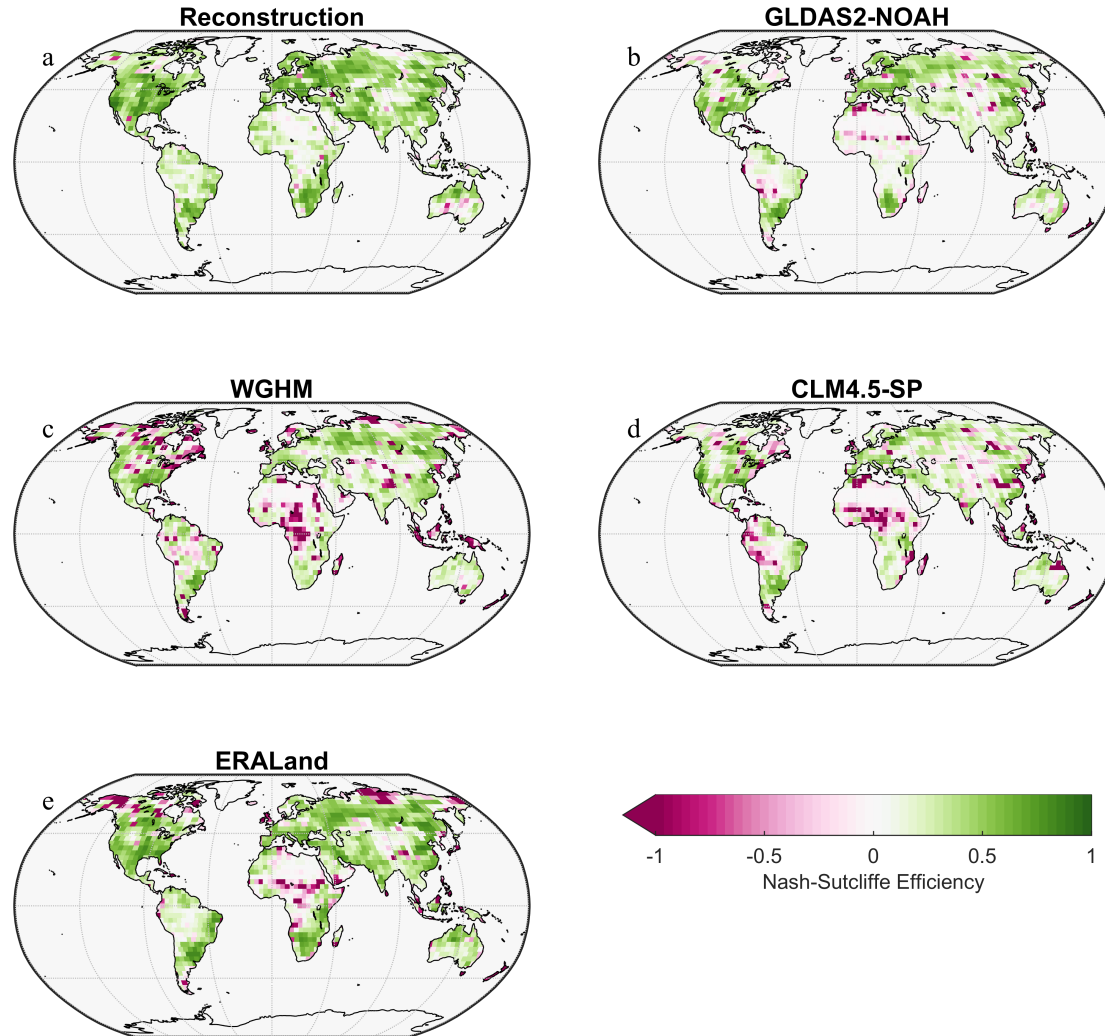 Reconstruction
a
GLDAS2-NOAH
b
WGHM
c
CLM4.5-SP
d
ERALand
e
-1 -0.5 0 0.5 1
Nash-Sutcliffe Efficiency